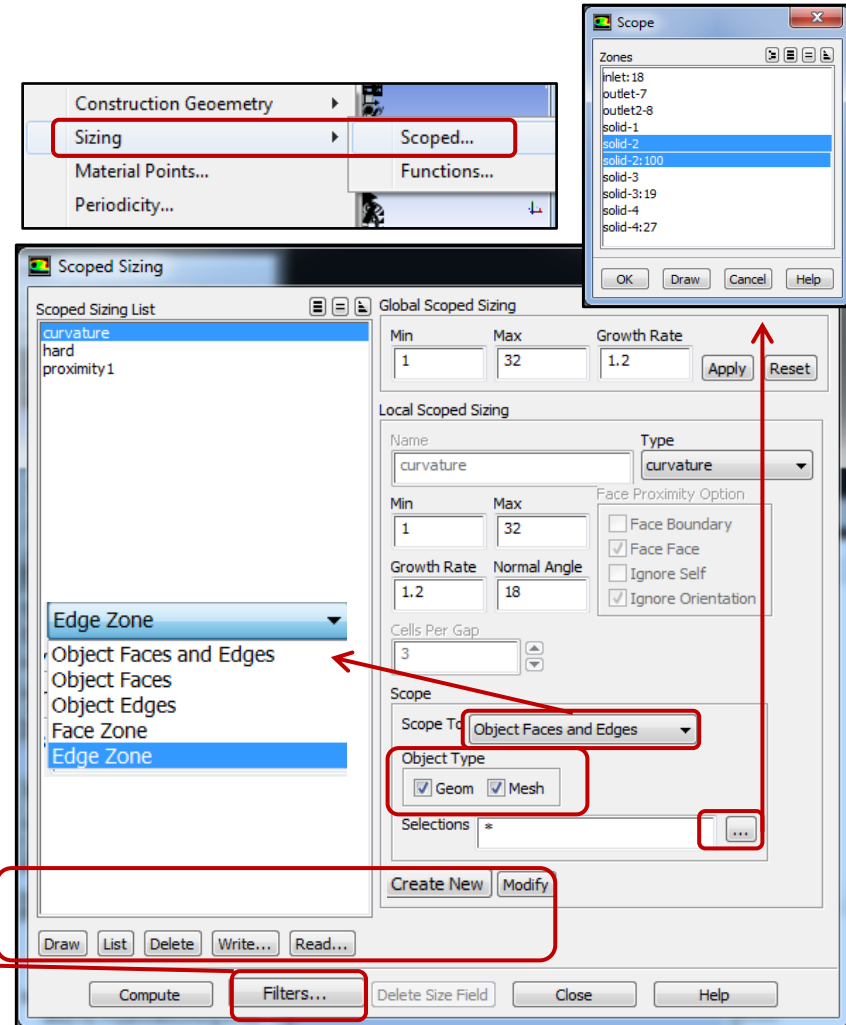 Scope
Zones
inlet:18
outlet-7
outlet2-8
solid-1
solid-2
solid-2:100
solid-3
solid-3:19
solid-4
solid-4:27
OK Draw Cancel Help
Construction Geoemetry
Sizing
Scoped...
Material Points...
Functions...
Periodicity...
Scoped Sizing
Scoped Sizing List
curvature
hard
proximity1
Global Scoped Sizing
Min Max Growth Rate
1 32 1.2 Apply Reset
Local Scoped Sizing
Name Type
curvature curvature
Min Max Face Proximity Option
1 32 Face Boundary
Face Face
Growth Rate Normal Angle Ignore Self
1.2 18 Ignore Orientation
Cells Per Gap
3
Edge Zone
Object Faces and Edges
Object Faces
Object Edges
Face Zone
Edge Zone
Scope
Scope To Object Faces and Edges
Object Type
Geom Mesh
Selections * ...
Create New Modify
Draw List Delete Write... Read...
Compute Filters... Delete Size Field Close Help